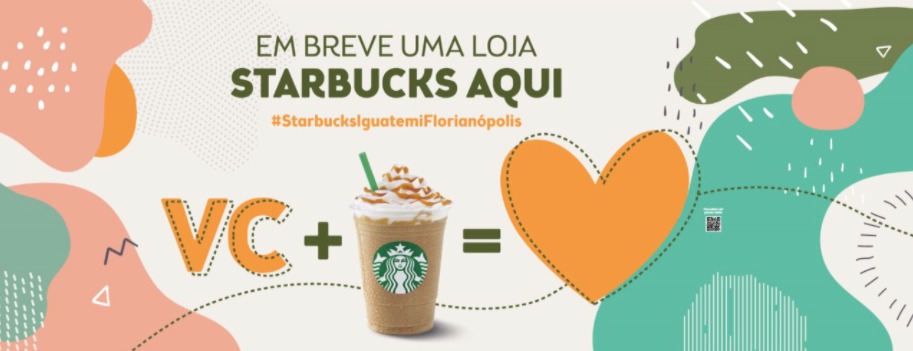 EM BREVE UMA LOJA
STARBUCKS AQUI
#StarbucksIguatemiFlorianópolis
VC + =